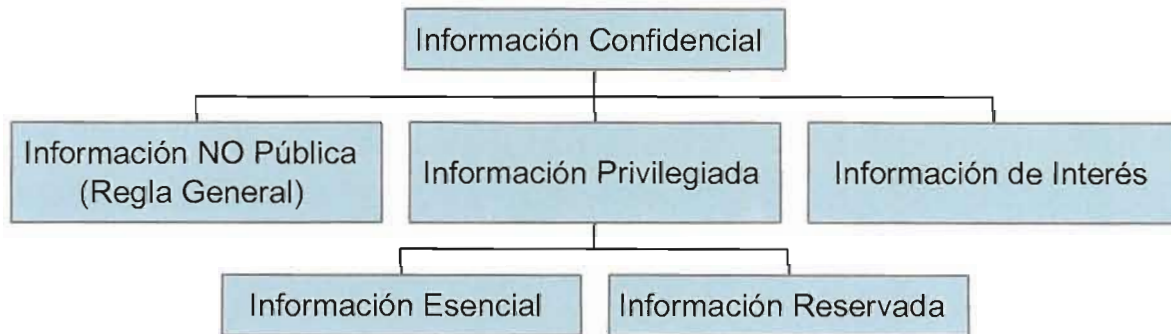 Información Confidencial
Información NO Pública
(Regla General)
Información Privilegiada
Información de Interés
Información Esencial
Información Reservada